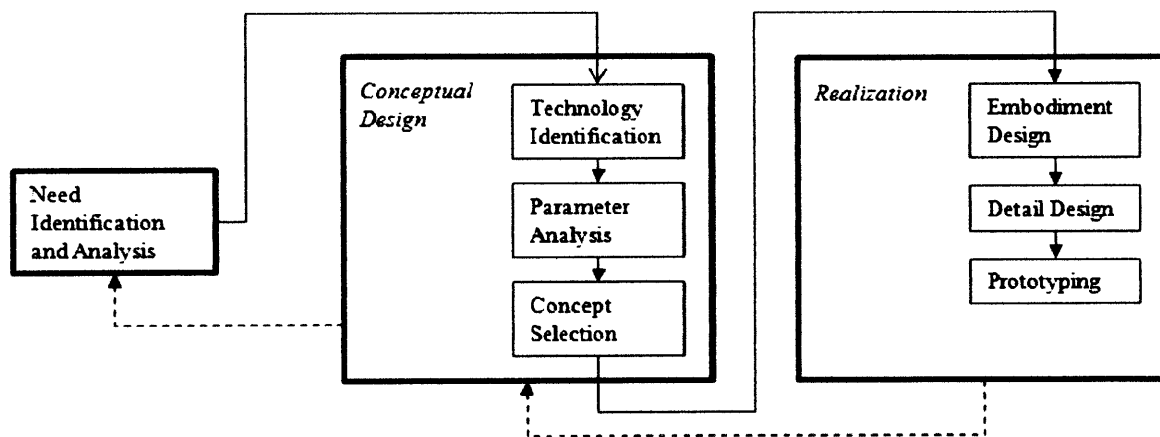 Need
Identification
and Analysis
Conceptual
Design
Technology
Identification
Parameter
Analysis
Concept
Selection
Realization
Embodiment
Design
Detail Design
Prototyping